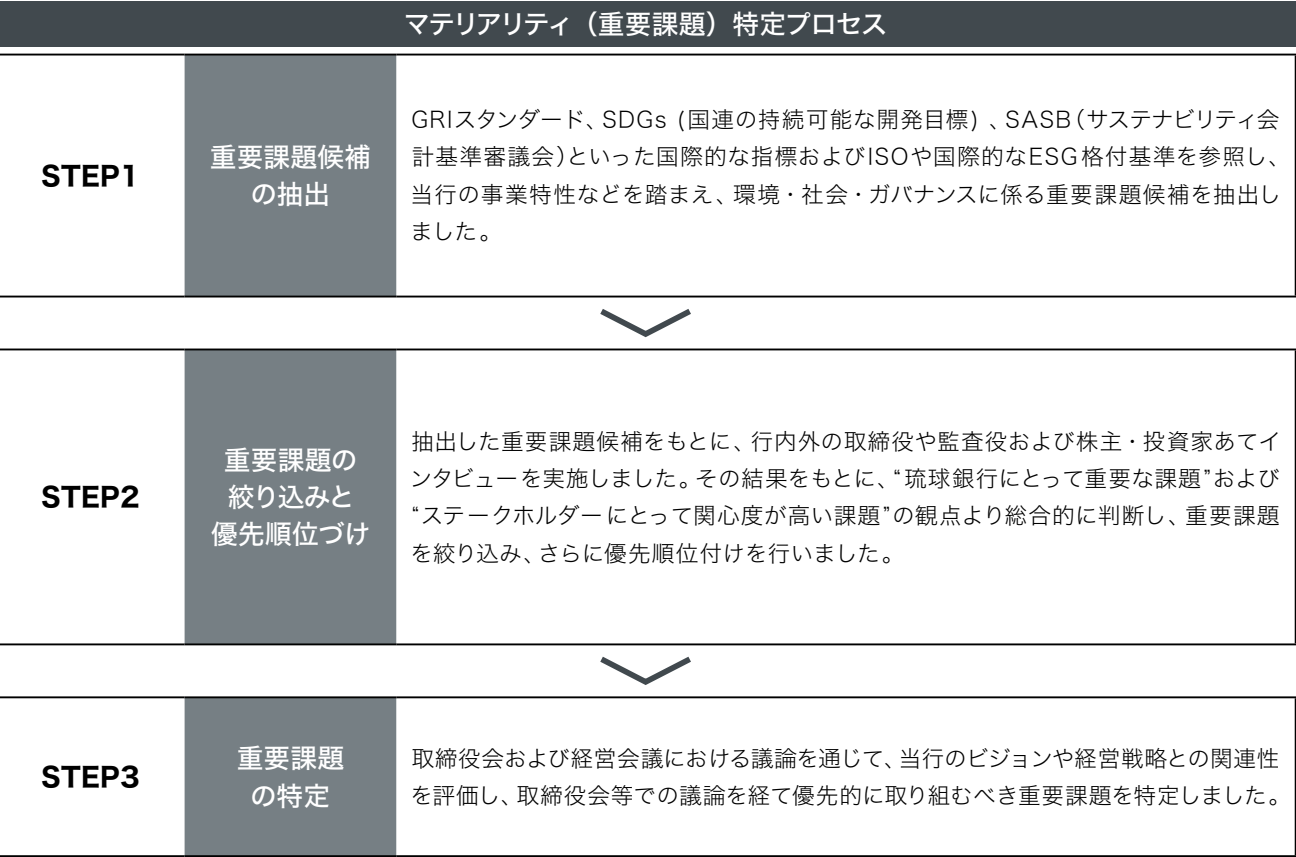 マテリアリティ（重要課題）特定プロセス
STEP1
重要課題候補
の抽出
GRIスタンダード、SDGs (国連の持続可能な開発目標) 、SASB（サステナビリティ会
計基準審議会）といった国際的な指標およびISOや国際的なESG格付基準を参照し、
当行の事業特性などを踏まえ、環境・社会・ガバナンスに係る重要課題候補を抽出し
ました。
STEP2
重要課題の
絞り込みと
優先順位づけ
抽出した重要課題候補をもとに、行内外の取締役や監査役および株主・投資家あてイ
ンタビューを実施しました。その結果をもとに、“琉球銀行にとって重要な課題”および
“ステークホルダーにとって関心度が高い課題”の観点より総合的に判断し、重要課題
を絞り込み、さらに優先順位付けを行いました。
STEP3
重要課題
の特定
取締役会および経営会議における議論を通じて、当行のビジョンや経営戦略との関連性
を評価し、取締役会等での議論を経て優先的に取り組むべき重要課題を特定しました。